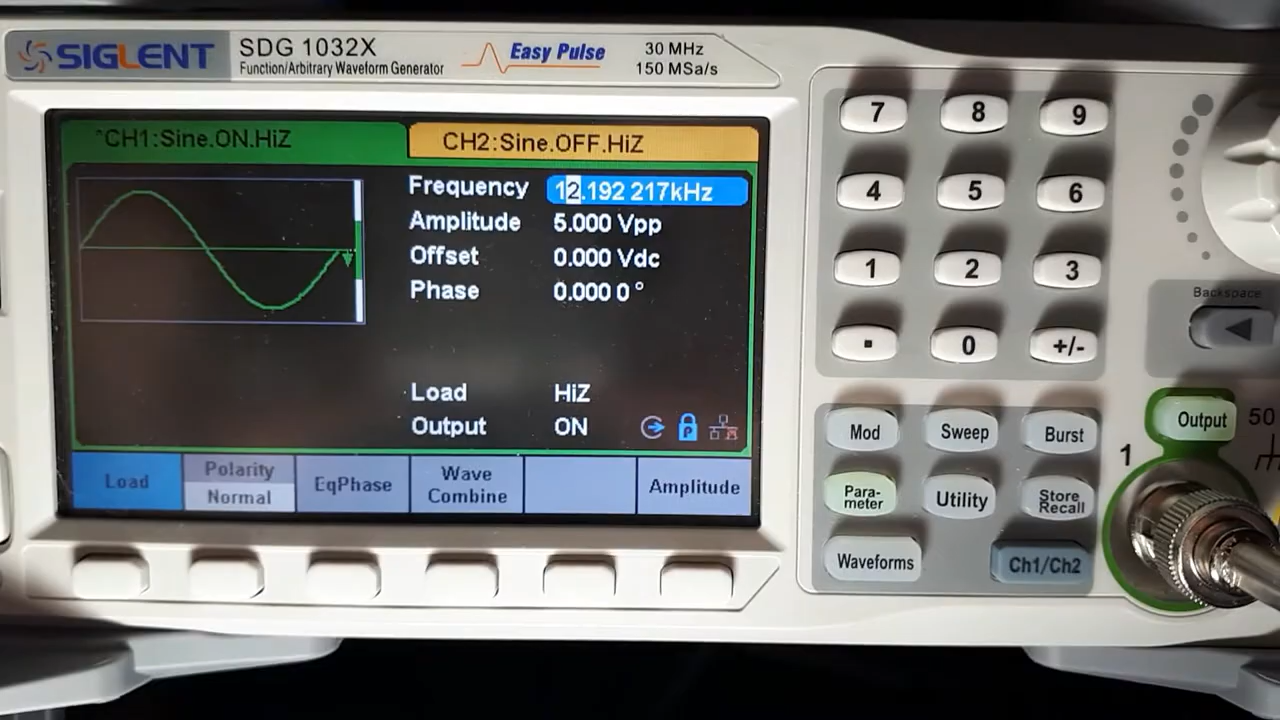 SIGLENT
SDG 1032X
Function/Arbitrary Waveform Generator
Easy Pulse
30 MHz
150 MSa/s
^CH1:Sine.ON.HiZ
CH2:Sine.OFF.HiZ
Frequency 12.192 217kHz
Amplitude 5.000 Vpp
Offset 0.000 Vdc
Phase 0.000 0 °
Load HiZ
Output ON
P
Load
Polarity
Normal
EqPhase
Wave
Combine
Amplitude
7 8 9
4 5 6
1 2 3
. 0 +/-
Backspace
Mod Sweep Burst
Para-
meter
Utility
Store
Recall
Waveforms
Ch1/Ch2
Output
1